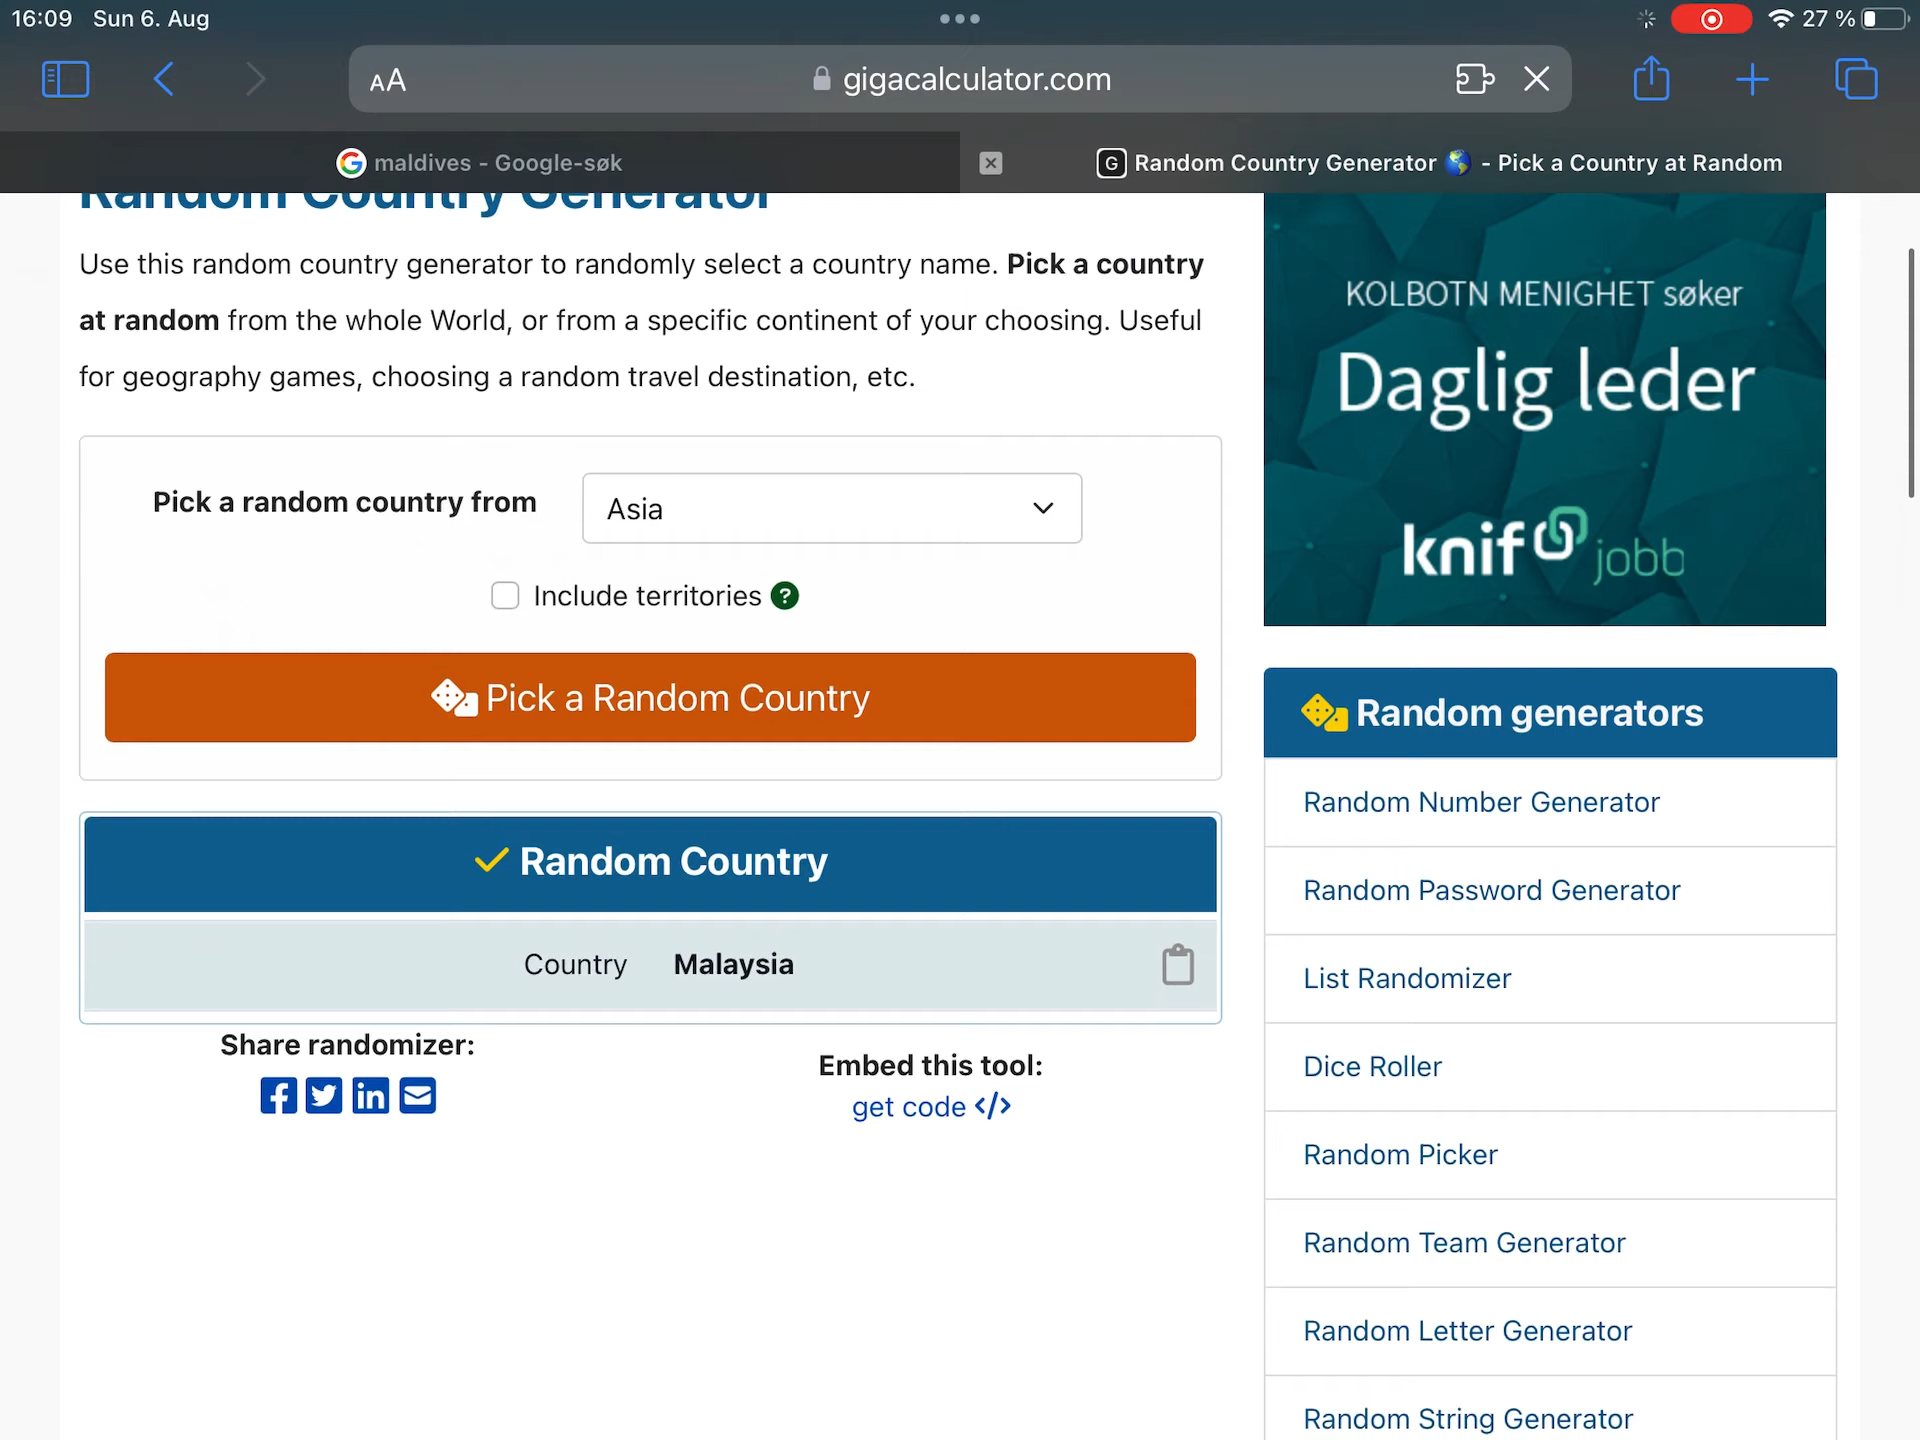 16:09 Sun 6. Aug
27 %
AA
gigacalculator.com
maldives - Google-søk
Random Country Generator 🌎 - Pick a Country at Random
Random Country Generator
Use this random country generator to randomly select a country name. Pick a country
at random from the whole World, or from a specific continent of your choosing. Useful
for geography games, choosing a random travel destination, etc.
Pick a random country from
Asia
Include territories ?
Pick a Random Country
Random Country
Country Malaysia
Share randomizer:
Embed this tool:
get code </>
KOLBOTN MENIGHET søker
Daglig leder
knif jobb
Random generators
Random Number Generator
Random Password Generator
List Randomizer
Dice Roller
Random Picker
Random Team Generator
Random Letter Generator
Random String Generator